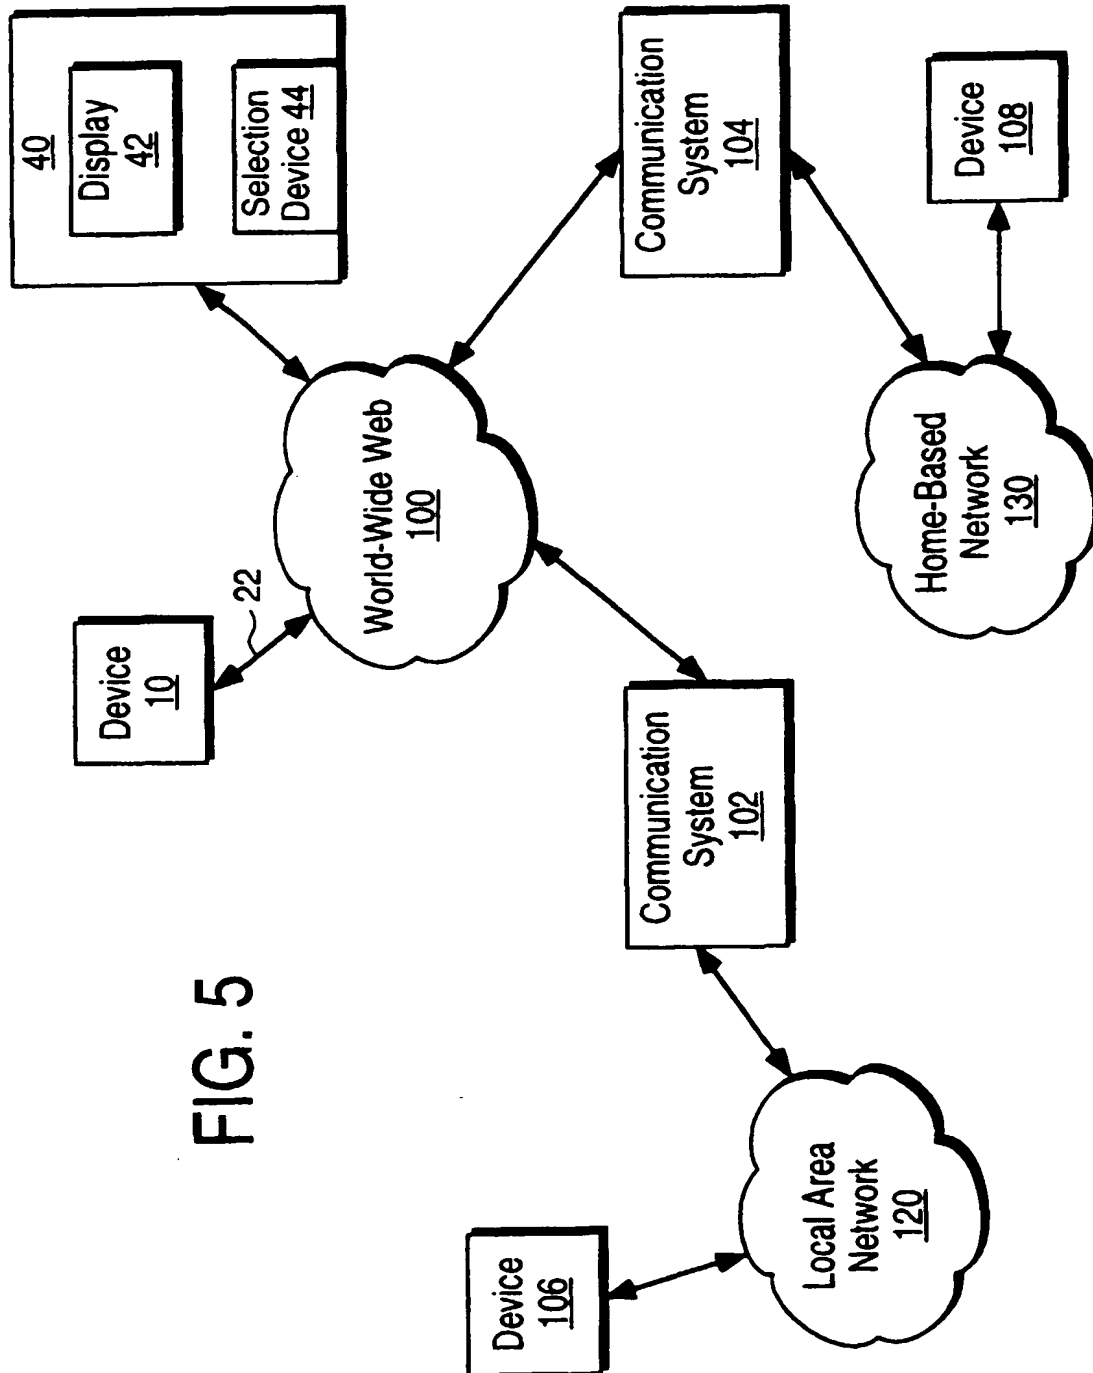 FIG. 5
Device
106
Local Area
Network
120
Communication
System
102
Device
10
22
World-Wide Web
100
40
Display
42
Selection
Device 44
Communication
System
104
Home-Based
Network
130
Device
108